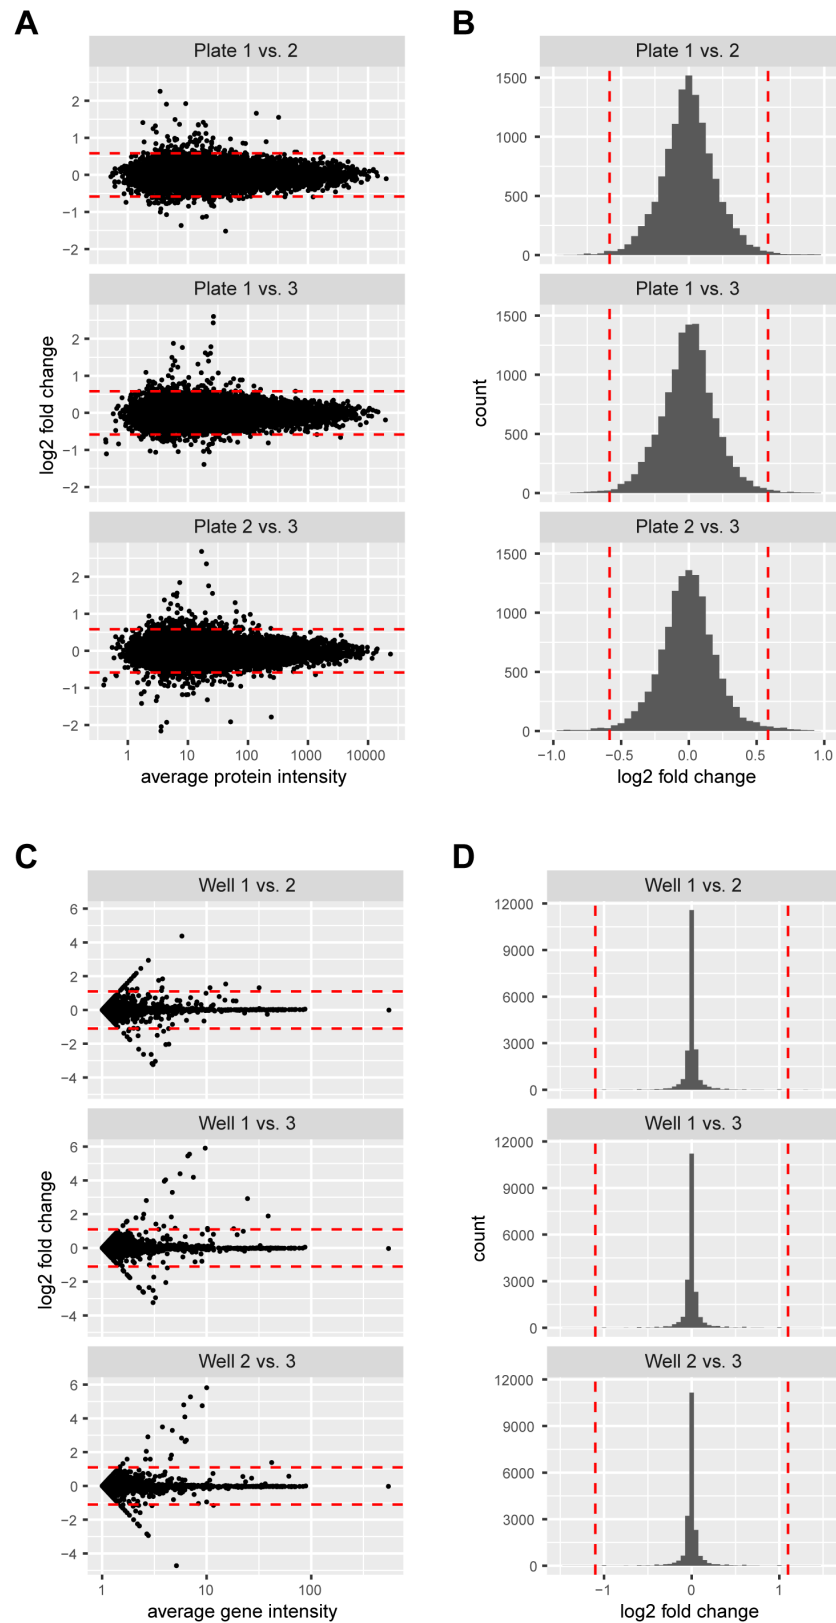 A
Plate 1 vs. 2
2
1
0
−1
−2
Plate 1 vs. 3
2
1
0
−1
−2
Plate 2 vs. 3
2
1
0
−1
−2
1 10 100 1000 10000
log2 fold change
average protein intensity
B
Plate 1 vs. 2
1500
1000
500
0
Plate 1 vs. 3
1500
1000
500
0
Plate 2 vs. 3
1500
1000
500
0
−1.0 −0.5 0.0 0.5 1.0
count
log2 fold change
C
Well 1 vs. 2
6
4
2
0
−2
−4
Well 1 vs. 3
6
4
2
0
−2
−4
Well 2 vs. 3
6
4
2
0
−2
−4
1 10 100
log2 fold change
average gene intensity
D
Well 1 vs. 2
12000
9000
6000
3000
0
Well 1 vs. 3
12000
9000
6000
3000
0
Well 2 vs. 3
12000
9000
6000
3000
0
−1 0 1
count
log2 fold change